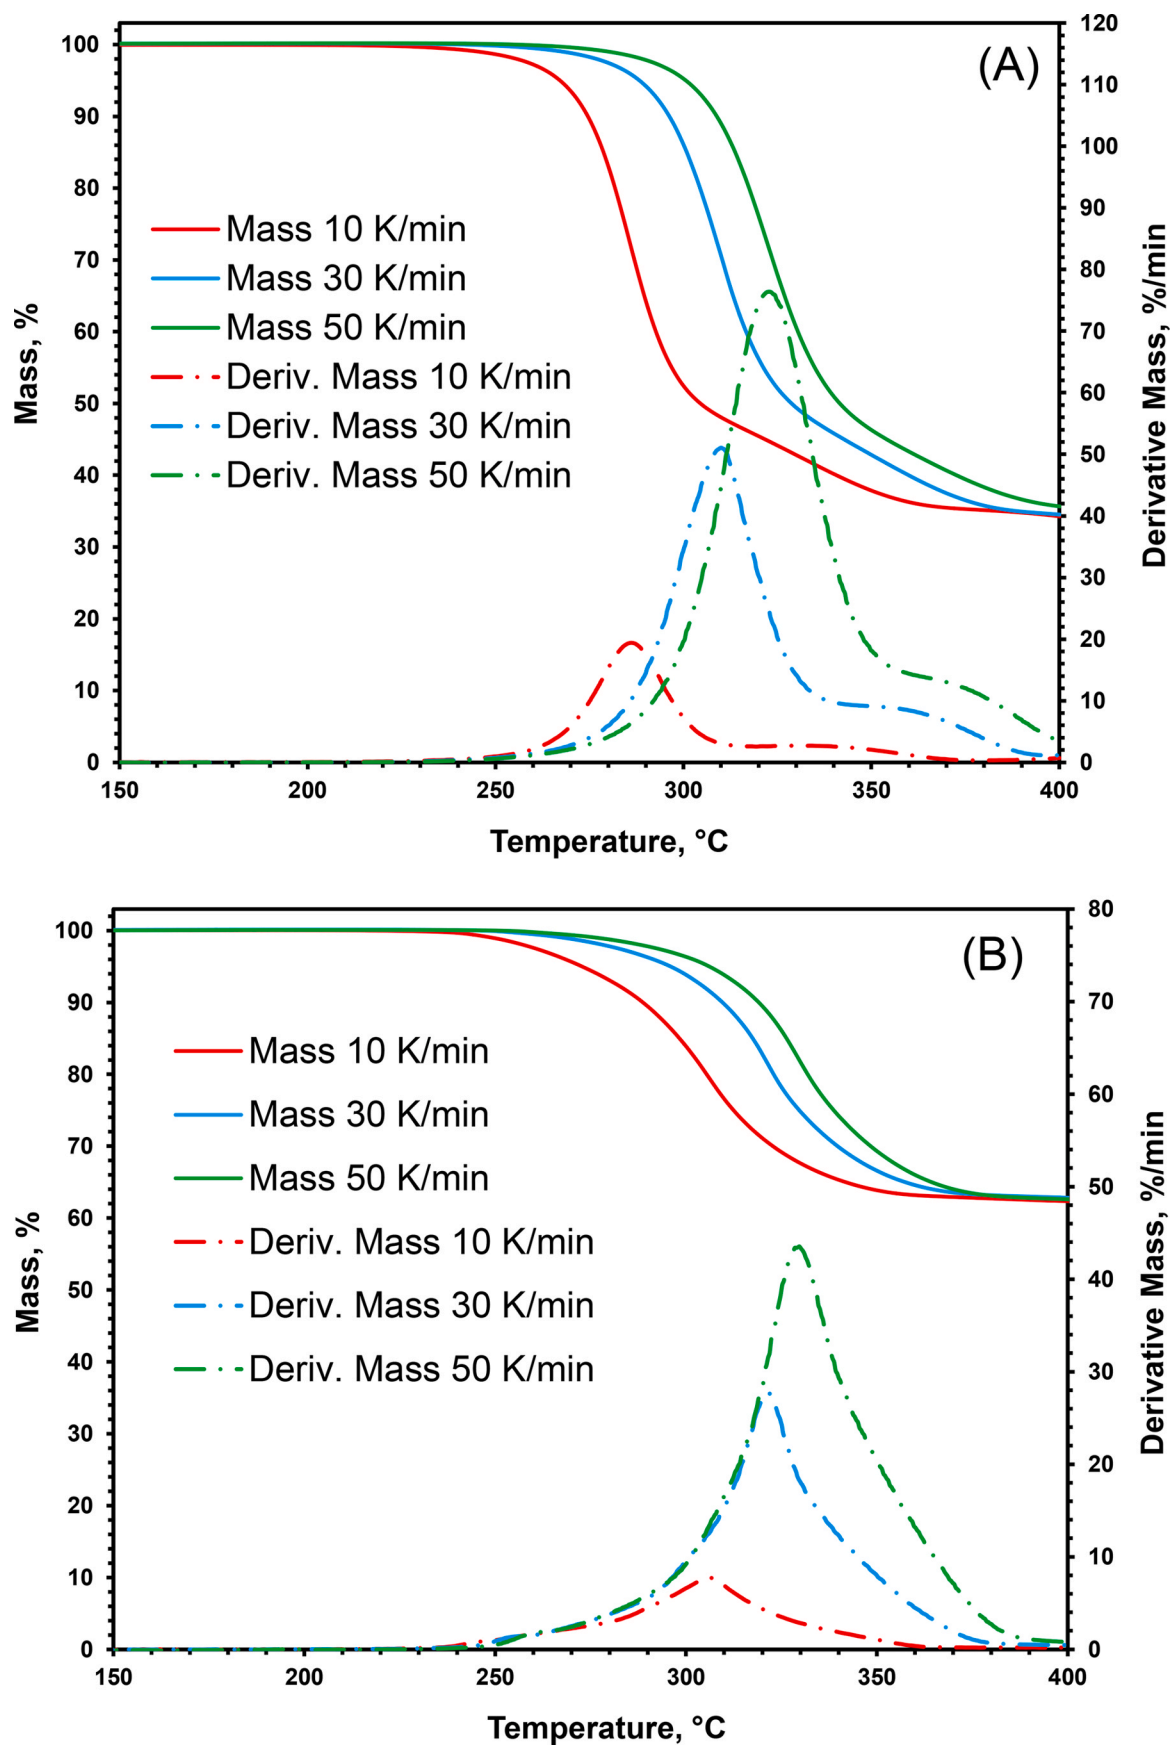 (A)
Mass, %
100
90
80
70
60
50
40
30
20
10
0
Mass 10 K/min
Mass 30 K/min
Mass 50 K/min
Deriv. Mass 10 K/min
Deriv. Mass 30 K/min
Deriv. Mass 50 K/min
120
110
100
90
80
70
60
50
40
30
20
10
0
Derivative Mass, %/min
150 200 250 300 350 400
Temperature, °C
(B)
Mass, %
100
90
80
70
60
50
40
30
20
10
0
Mass 10 K/min
Mass 30 K/min
Mass 50 K/min
Deriv. Mass 10 K/min
Deriv. Mass 30 K/min
Deriv. Mass 50 K/min
80
70
60
50
40
30
20
10
0
Derivative Mass, %/min
150 200 250 300 350 400
Temperature, °C